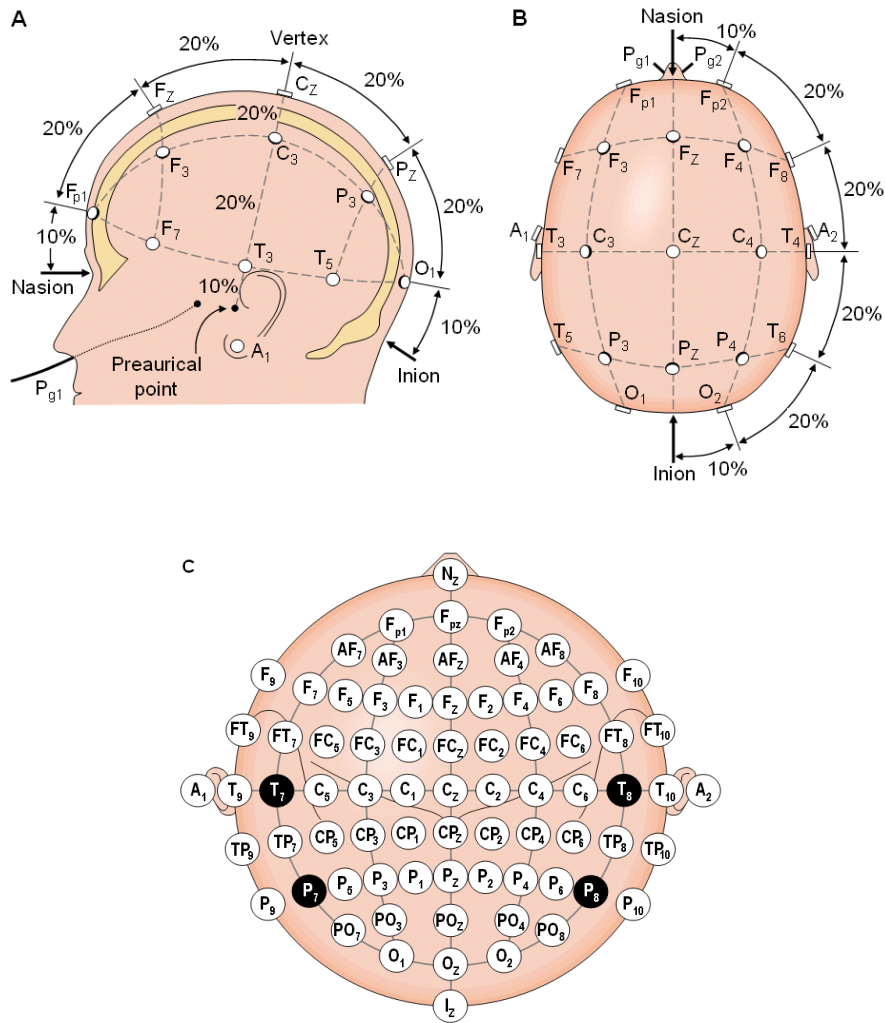 A
20%
Vertex
20%
F_Z
C_Z
20%
20%
F_3
C_3
P_Z
F_p1
P_3
20%
20%
10%
F_7
T_3
T_5
O_1
Nasion
10%
10%
Preaurical
point
A_1
Inion
P_g1
B
Nasion
10%
P_g1
P_g2
F_p1
F_p2
20%
F_7
F_3
F_Z
F_4
F_8
20%
A_1
T_3
C_3
C_Z
C_4
T_4
A_2
20%
T_5
P_3
P_Z
P_4
T_6
O_1
O_2
20%
Inion
10%
C
N_Z
F_p1 F_pz F_p2
AF_7 AF_3 AF_Z AF_4 AF_8
F_9 F_7 F_5 F_3 F_1 F_Z F_2 F_4 F_6 F_8 F_10
FT_9 FT_7 FC_5 FC_3 FC_1 FC_Z FC_2 FC_4 FC_6 FT_8 FT_10
A_1 T_9 T_7 C_5 C_3 C_1 C_Z C_2 C_4 C_6 T_8 T_10 A_2
TP_9 TP_7 CP_5 CP_3 CP_1 CP_Z CP_2 CP_4 CP_6 TP_8 TP_10
P_9 P_7 P_5 P_3 P_1 P_Z P_2 P_4 P_6 P_8 P_10
PO_7 PO_3 PO_Z PO_4 PO_8
O_1 O_Z O_2
I_Z